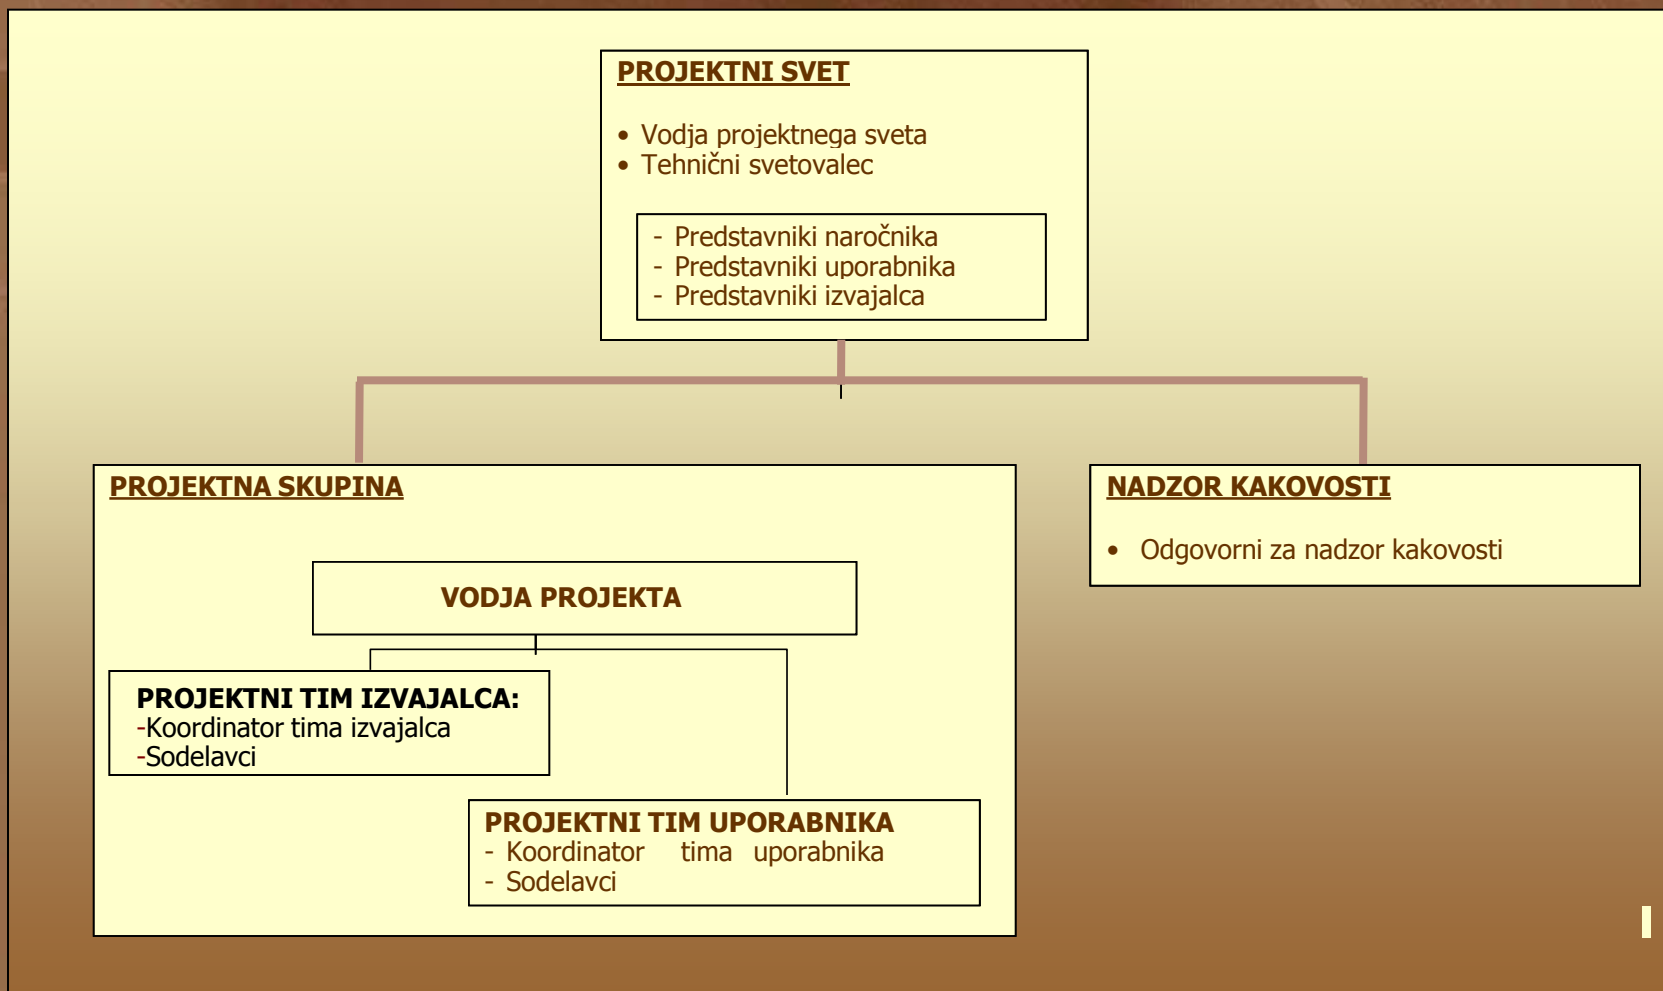 PROJEKTNI SVET
• Vodja projektnega sveta
• Tehnični svetovalec
- Predstavniki naročnika
- Predstavniki uporabnika
- Predstavniki izvajalca
PROJEKTNA SKUPINA
VODJA PROJEKTA
PROJEKTNI TIM IZVAJALCA:
-Koordinator tima izvajalca
-Sodelavci
PROJEKTNI TIM UPORABNIKA
- Koordinator tima uporabnika
- Sodelavci
NADZOR KAKOVOSTI
• Odgovorni za nadzor kakovosti